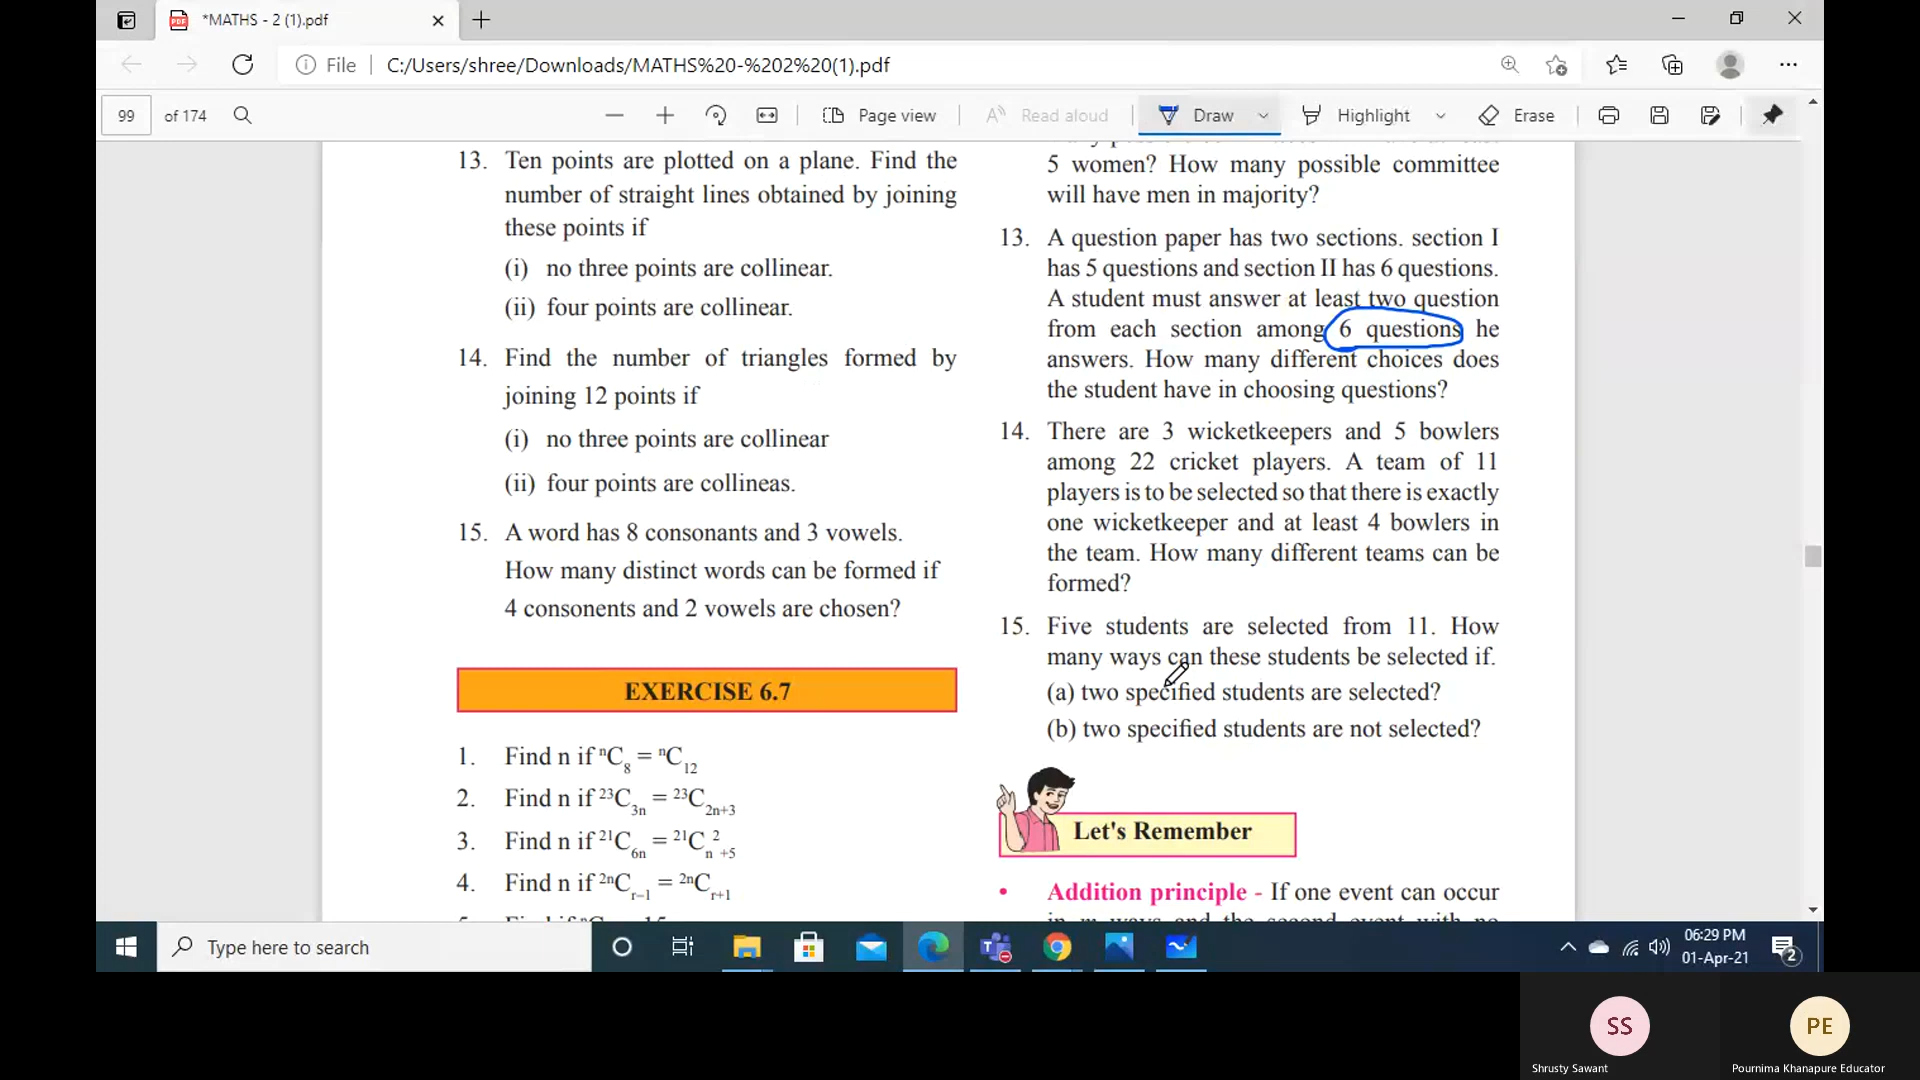 *MATHS - 2 (1).pdf
File
C:/Users/shree/Downloads/MATHS%20-%202%20(1).pdf
99 of 174
Page view
Read aloud
Draw
Highlight
Erase
13. Ten points are plotted on a plane. Find the
number of straight lines obtained by joining
these points if
(i) no three points are collinear.
(ii) four points are collinear.
14. Find the number of triangles formed by
joining 12 points if
(i) no three points are collinear
(ii) four points are collineas.
15. A word has 8 consonants and 3 vowels.
How many distinct words can be formed if
4 consonents and 2 vowels are chosen?
EXERCISE 6.7
1. Find n if ⁿC₈ = ⁿC₁₂
2. Find n if ²³C₃ₙ = ²³C₂ₙ₊₃
3. Find n if ²¹C₆ₙ = ²¹Cₙ²₊₅
4. Find n if ²ⁿCᵣ₋₁ = ²ⁿCᵣ₊₁
5 women? How many possible committee
will have men in majority?
13. A question paper has two sections. section I
has 5 questions and section II has 6 questions.
A student must answer at least two question
from each section among 6 questions he
answers. How many different choices does
the student have in choosing questions?
14. There are 3 wicketkeepers and 5 bowlers
among 22 cricket players. A team of 11
players is to be selected so that there is exactly
one wicketkeeper and at least 4 bowlers in
the team. How many different teams can be
formed?
15. Five students are selected from 11. How
many ways can these students be selected if.
(a) two specified students are selected?
(b) two specified students are not selected?
Let's Remember
• Addition principle - If one event can occur
Type here to search
06:29 PM
01-Apr-21
2
SS
PE
Shrusty Sawant
Pournima Khanapure Educator